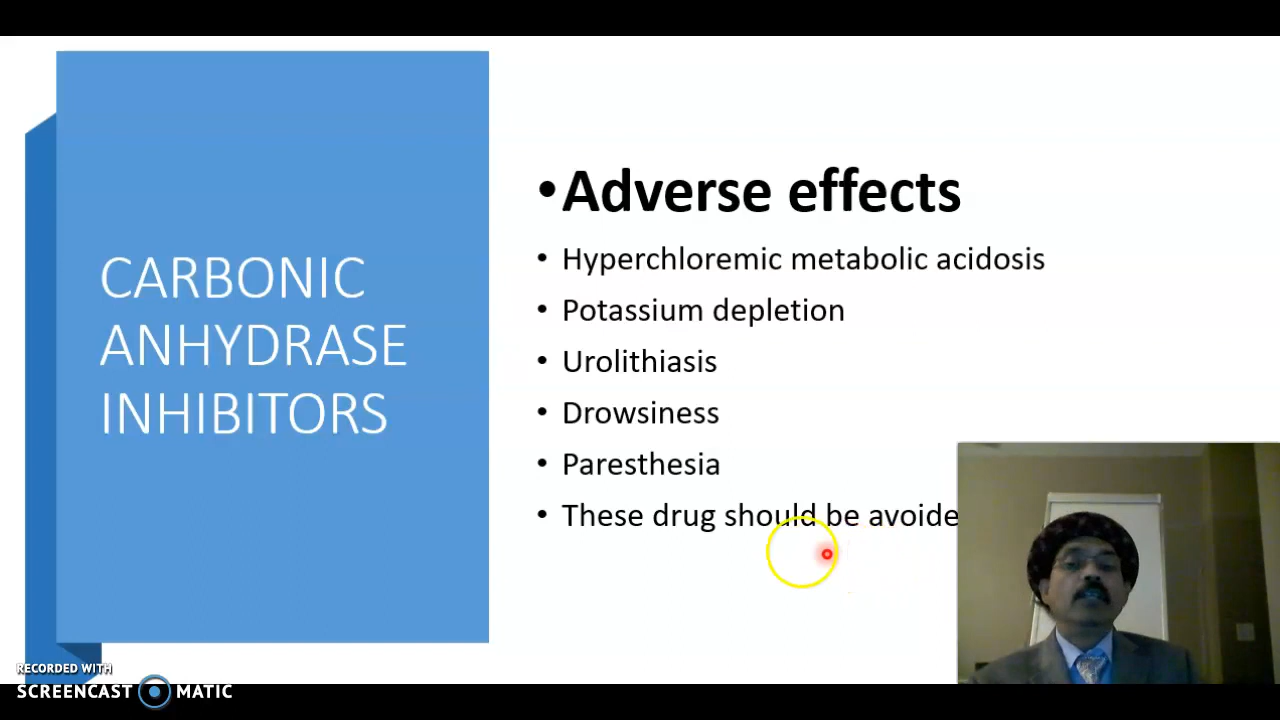 CARBONIC
ANHYDRASE
INHIBITORS
•Adverse effects
• Hyperchloremic metabolic acidosis
• Potassium depletion
• Urolithiasis
• Drowsiness
• Paresthesia
• These drug should be avoide
RECORDED WITH
SCREENCAST MATIC